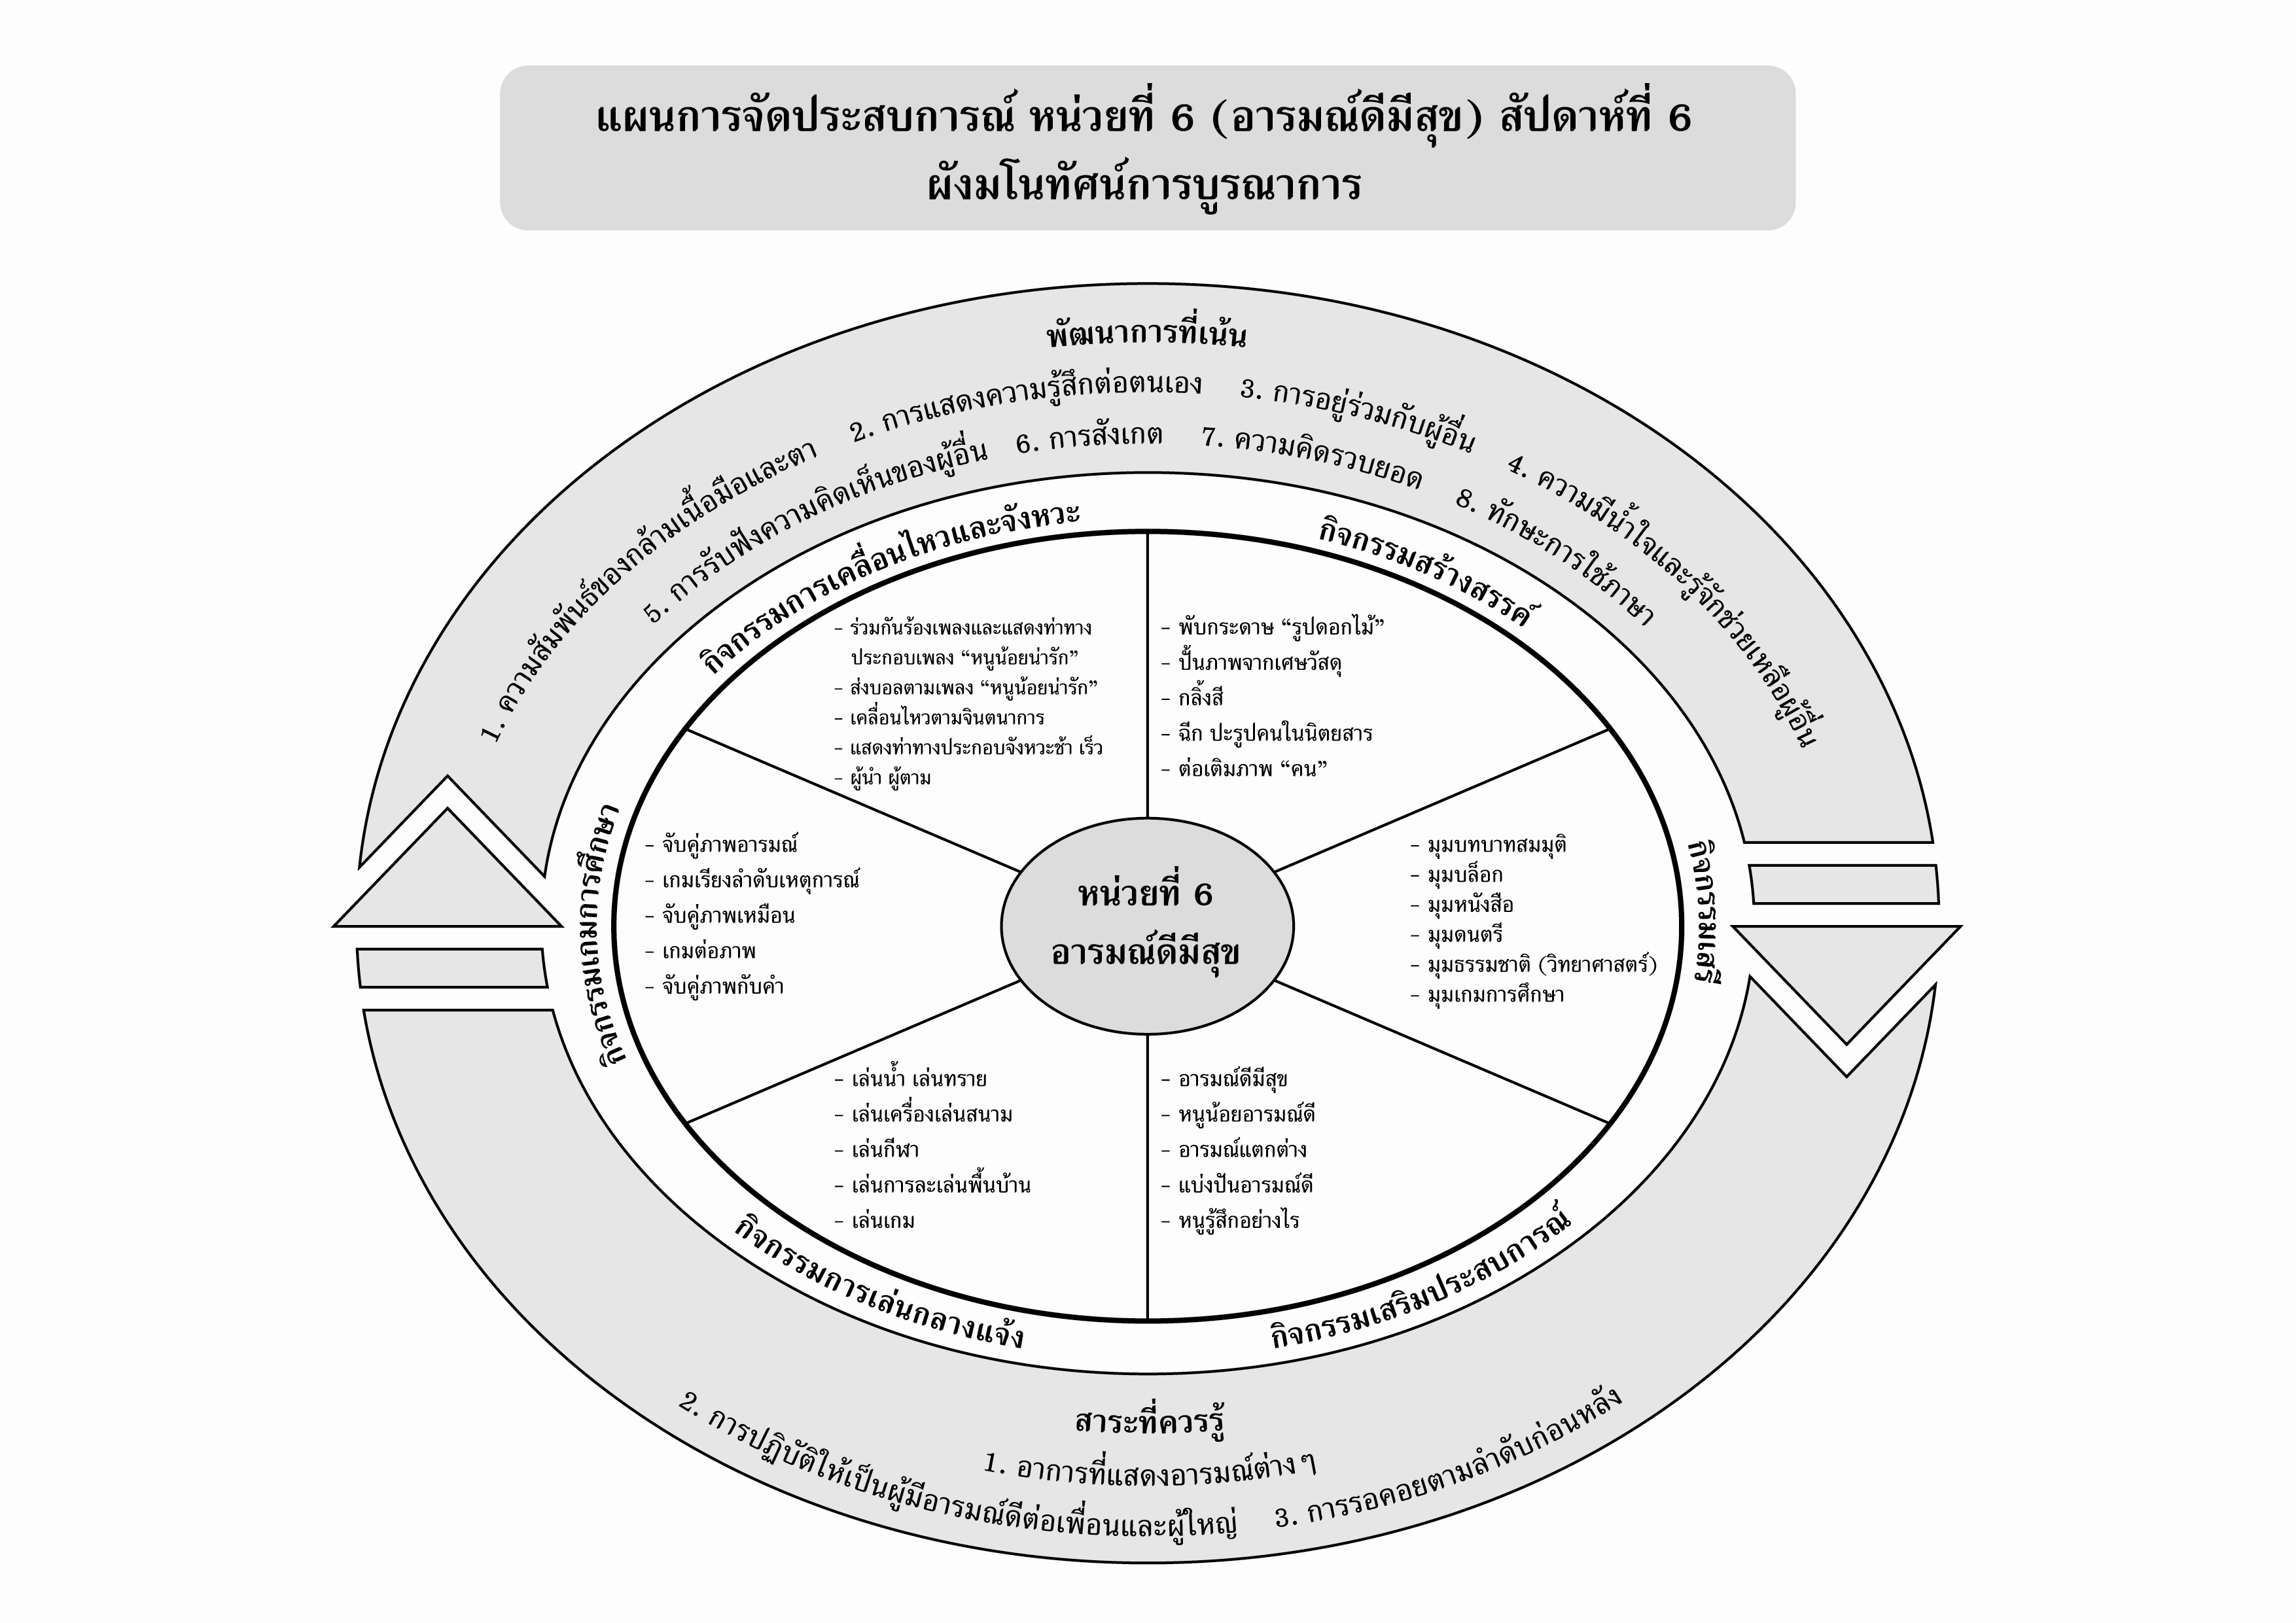 แผนการจัดประสบการณ์ หน่วยที่ 6 (อารมณ์ดีมีสุข) สัปดาห์ที่ 6
ผังมโนทัศน์การบูรณาการ
พัฒนาการที่เน้น
1. ความสัมพันธ์ของกล้ามเนื้อมือและตา 2. การแสดงความรู้สึกต่อตนเอง 3. การอยู่ร่วมกับผู้อื่น 4. ความมีน้ำใจและรู้จักช่วยเหลือผู้อื่น
5. การรับฟังความคิดเห็นของผู้อื่น 6. การสังเกต 7. ความคิดรวบยอด 8. ทักษะการใช้ภาษา
กิจกรรมการเคลื่อนไหวและจังหวะ
- ร่วมกันร้องเพลงและแสดงท่าทาง
ประกอบเพลง “หนูน้อยน่ารัก”
- ส่งบอลตามเพลง “หนูน้อยน่ารัก”
- เคลื่อนไหวตามจินตนาการ
- แสดงท่าทางประกอบจังหวะช้า เร็ว
- ผู้นำ ผู้ตาม
กิจกรรมสร้างสรรค์
- พับกระดาษ “รูปดอกไม้”
- ปั้นภาพจากเศษวัสดุ
- กลิ้งสี
- ฉีก ปะรูปคนในนิตยสาร
- ต่อเติมภาพ “คน”
กิจกรรมเกมการศึกษา
- จับคู่ภาพอารมณ์
- เกมเรียงลำดับเหตุการณ์
- จับคู่ภาพเหมือน
- เกมต่อภาพ
- จับคู่ภาพกับคำ
หน่วยที่ 6
อารมณ์ดีมีสุข
กิจกรรมเสรี
- มุมบทบาทสมมุติ
- มุมบล็อก
- มุมหนังสือ
- มุมดนตรี
- มุมธรรมชาติ (วิทยาศาสตร์)
- มุมเกมการศึกษา
- เล่นน้ำ เล่นทราย
- เล่นเครื่องเล่นสนาม
- เล่นกีฬา
- เล่นการละเล่นพื้นบ้าน
- เล่นเกม
กิจกรรมการเล่นกลางแจ้ง
- อารมณ์ดีมีสุข
- หนูน้อยอารมณ์ดี
- อารมณ์แตกต่าง
- แบ่งปันอารมณ์ดี
- หนูรู้สึกอย่างไร
กิจกรรมเสริมประสบการณ์
สาระที่ควรรู้
1. อาการที่แสดงอารมณ์ต่างๆ
2. การปฏิบัติให้เป็นผู้มีอารมณ์ดีต่อเพื่อนและผู้ใหญ่ 3. การรอคอยตามลำดับก่อนหลัง